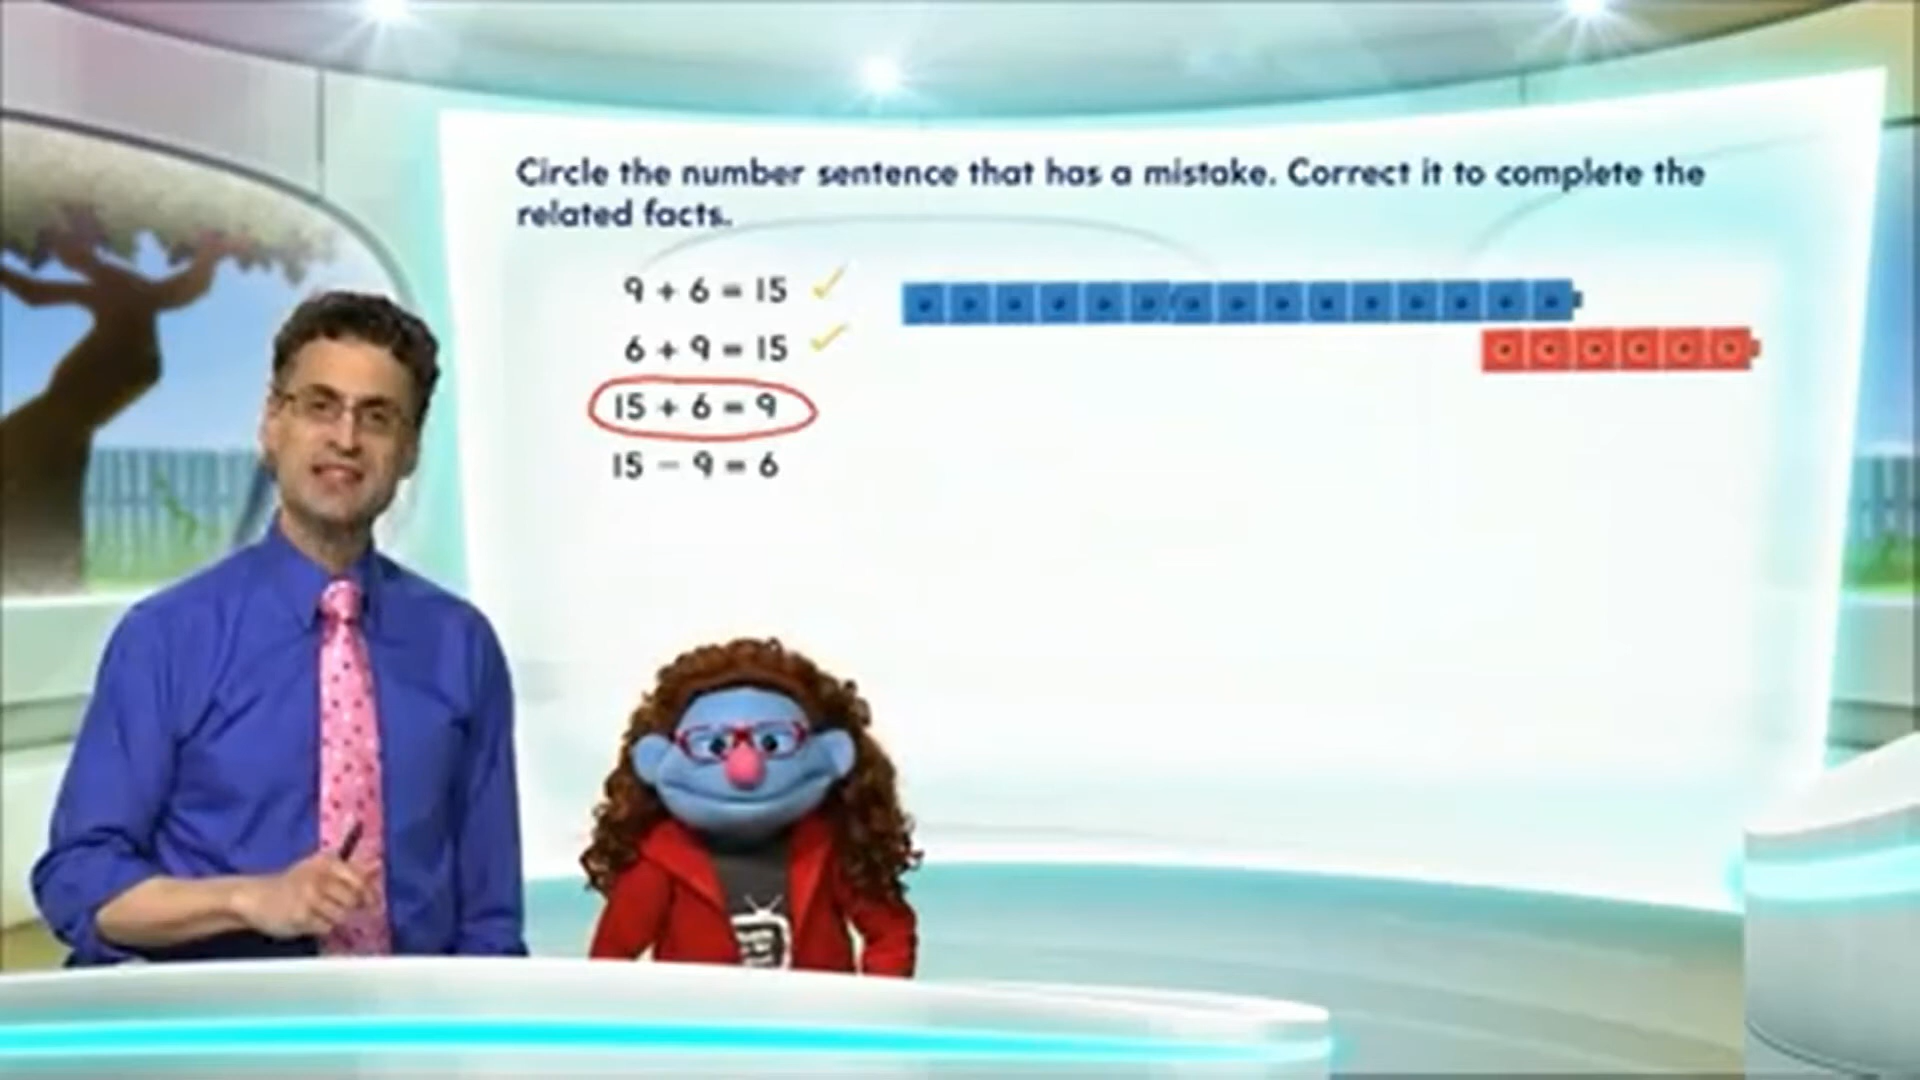 Circle the number sentence that has a mistake. Correct it to complete the
related facts.
9 + 6 = 15 ✓
6 + 9 = 15 ✓
15 + 6 = 9
15 - 9 = 6